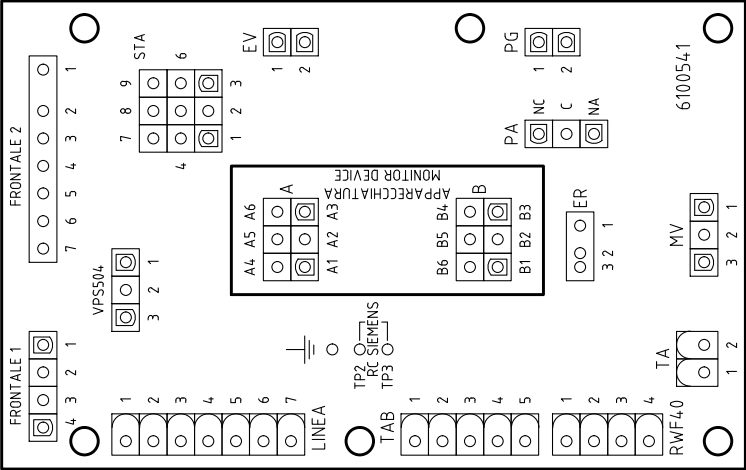 FRONTALE 2
1
2
3
4
5
6
7
STA
9
6
3
8
2
7
4
1
EV
1
2
PG
1
2
PA
NC
C
NA
6100541
VPS504
1
2
3
APPARECCHIATURA
MONITOR DEVICE
A
A6
A5
A4
A3
A2
A1
B
B4
B5
B6
B3
B2
B1
ER
1
2
3
MV
1
2
3
FRONTALE 1
1
2
3
4
TP2
RC SIEMENS
TP3
TA
1
2
LINEA
1
2
3
4
5
6
7
TAB
1
2
3
4
5
RWF40
1
2
3
4